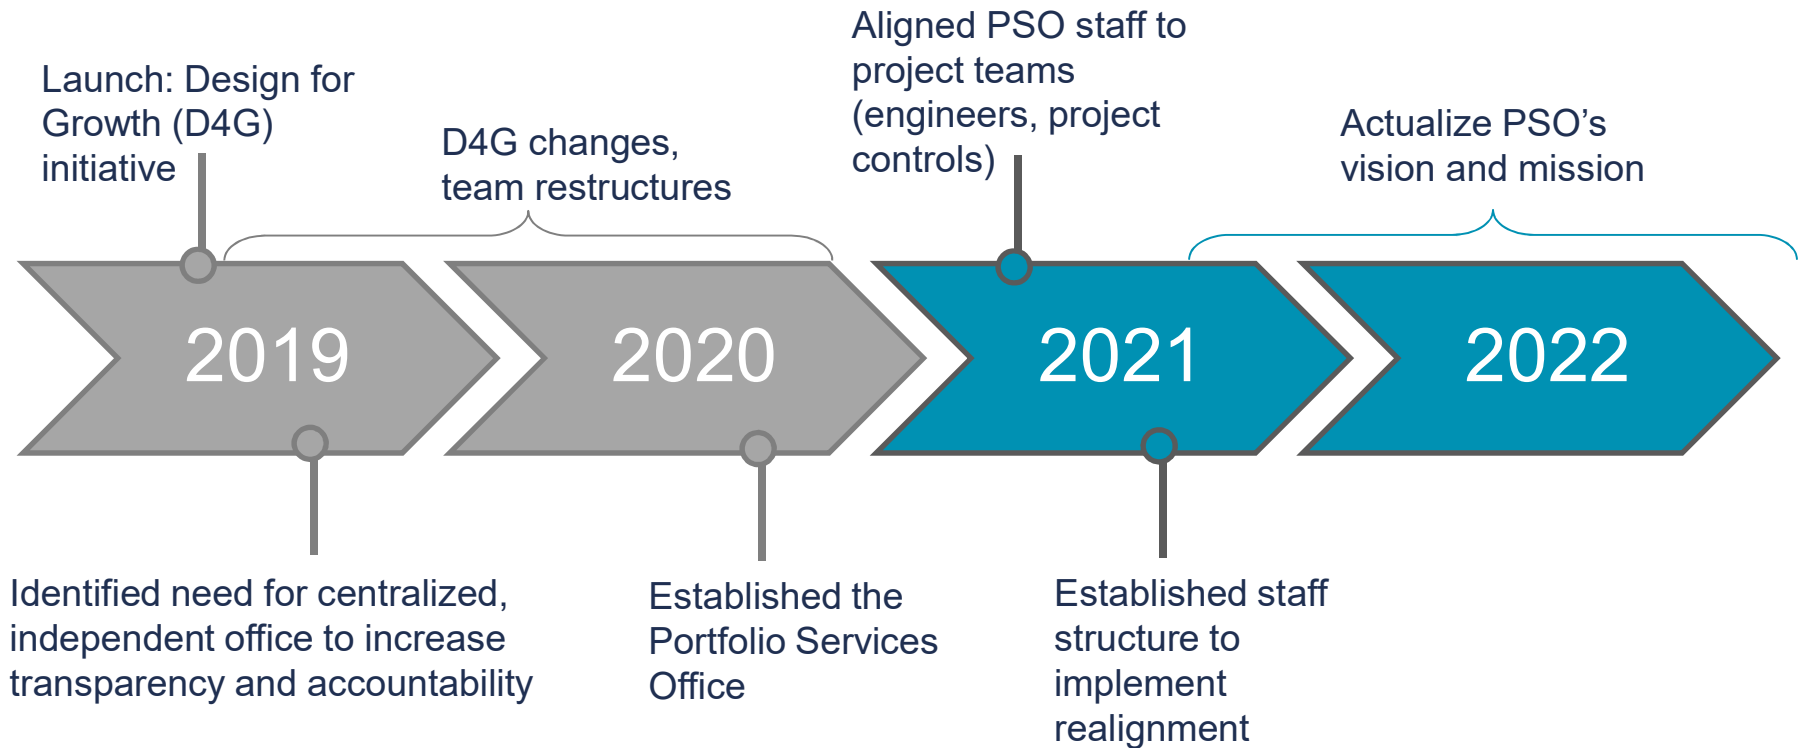 Launch: Design for
Growth (D4G)
initiative
D4G changes,
team restructures
Aligned PSO staff to
project teams
(engineers, project
controls)
Actualize PSO’s
vision and mission
2019
2020
2021
2022
Identified need for centralized,
independent office to increase
transparency and accountability
Established the
Portfolio Services
Office
Established staff
structure to
implement
realignment